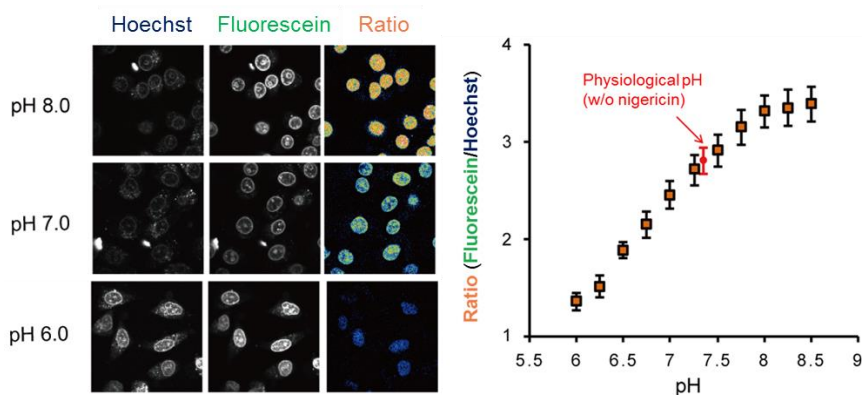 Hoechst Fluorescein Ratio
pH 8.0
pH 7.0
pH 6.0
4
3
2
1
Ratio (Fluorescein/Hoechst)
Physiological pH
(w/o nigericin)
5.5 6 6.5 7 7.5 8 8.5 9
pH